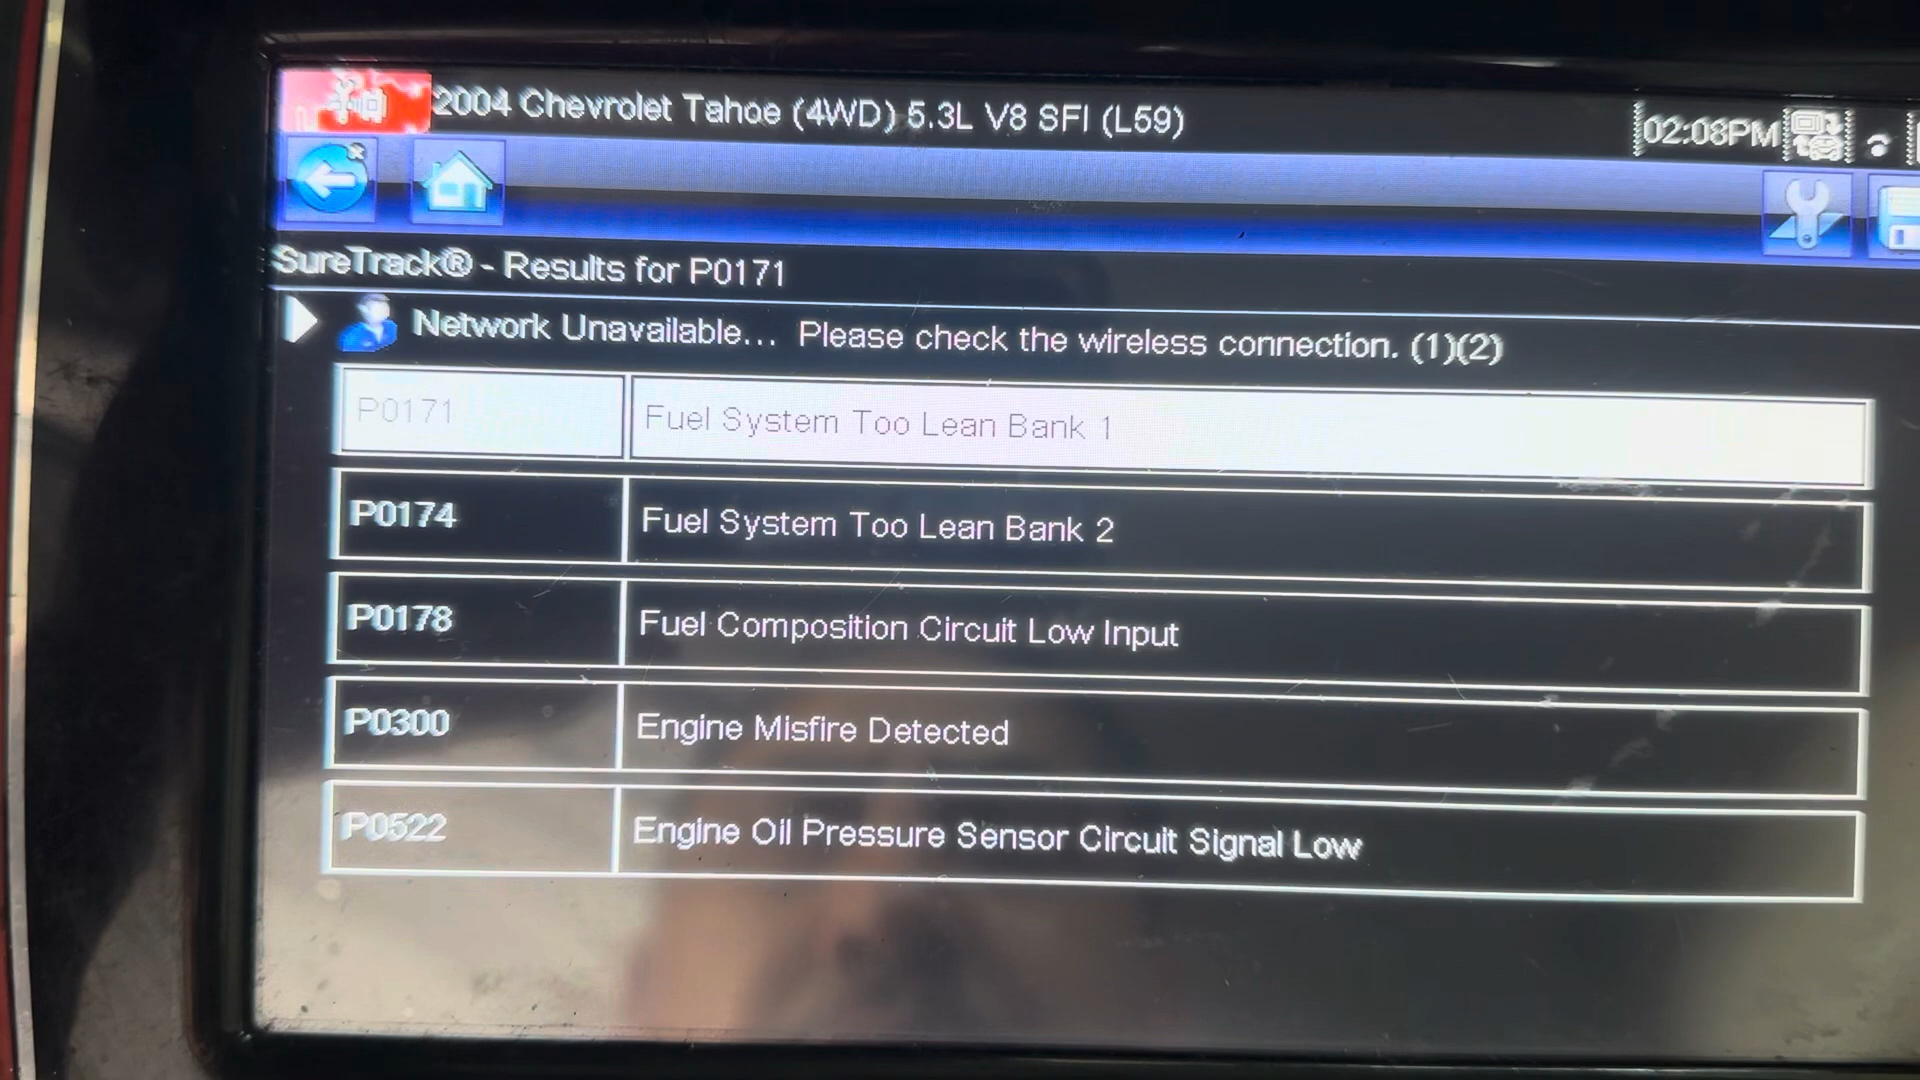 2004 Chevrolet Tahoe (4WD) 5.3L V8 SFI (L59)
02:08PM
SureTrack® - Results for P0171
Network Unavailable... Please check the wireless connection. (1)(2)
P0171 Fuel System Too Lean Bank 1
P0174 Fuel System Too Lean Bank 2
P0178 Fuel Composition Circuit Low Input
P0300 Engine Misfire Detected
P0522 Engine Oil Pressure Sensor Circuit Signal Low